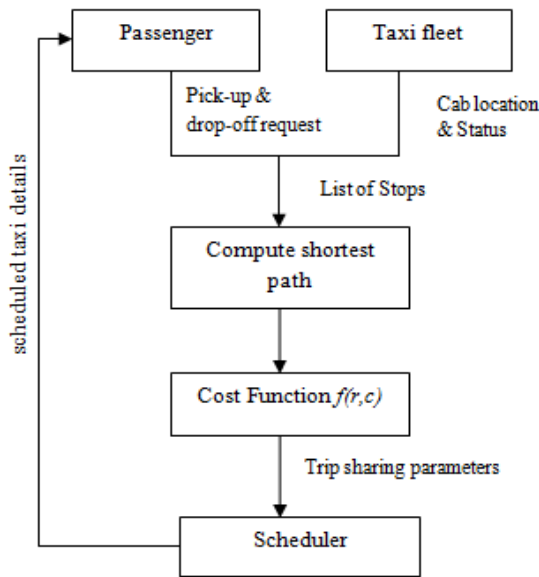 Passenger
Taxi fleet
Pick-up &
drop-off request
Cab location
& Status
List of Stops
scheduled taxi details
Compute shortest
path
Cost Function f(r,c)
Trip sharing parameters
Scheduler